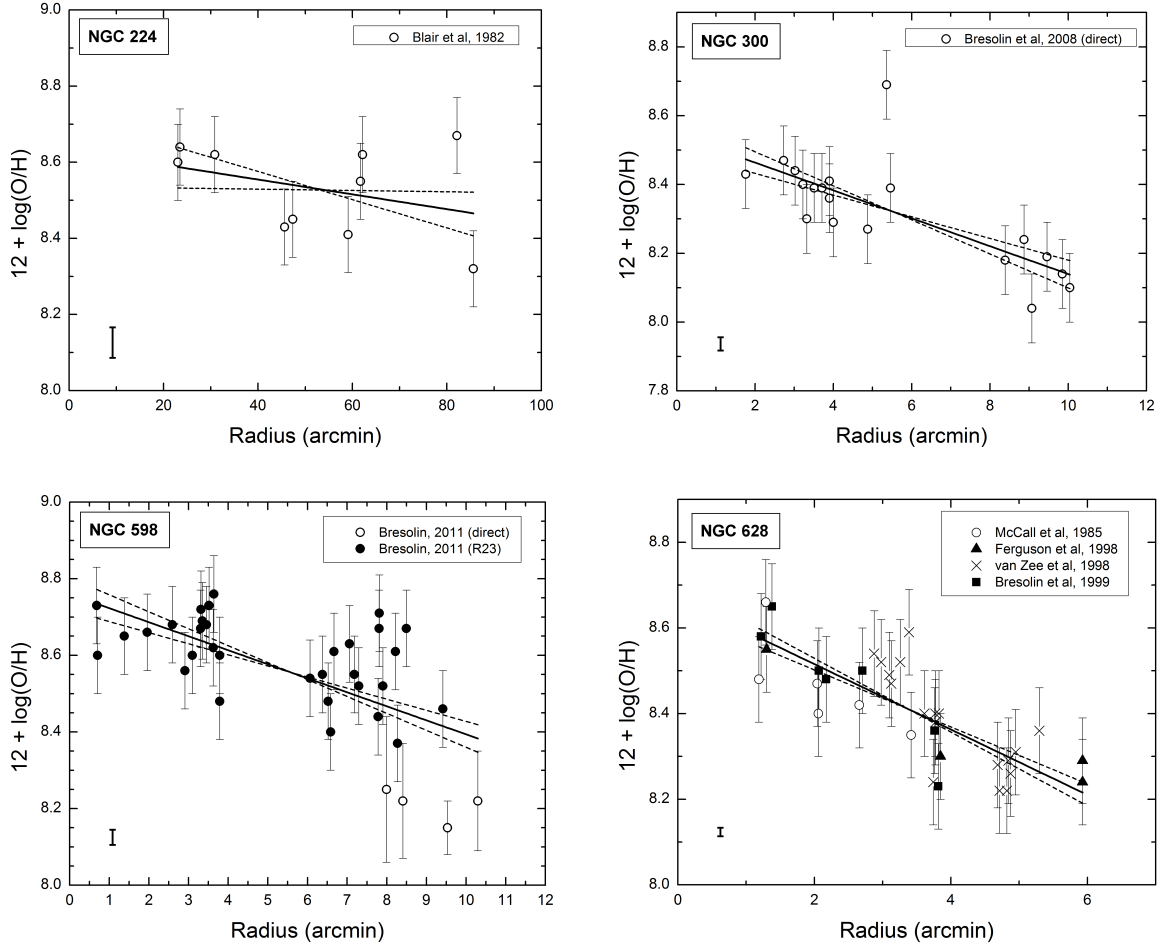 NGC 224
Blair et al, 1982
9.0
8.8
8.6
8.4
8.2
8.0
12 + log(O/H)
0 20 40 60 80 100
Radius (arcmin)
NGC 300
Bresolin et al, 2008 (direct)
8.8
8.6
8.4
8.2
8.0
7.8
12 + log(O/H)
0 2 4 6 8 10 12
Radius (arcmin)
NGC 598
Bresolin, 2011 (direct)
Bresolin, 2011 (R23)
9.0
8.8
8.6
8.4
8.2
8.0
12 + log(O/H)
0 1 2 3 4 5 6 7 8 9 10 11 12
Radius (arcmin)
NGC 628
McCall et al, 1985
Ferguson et al, 1998
van Zee et al, 1998
Bresolin et al, 1999
8.8
8.6
8.4
8.2
8.0
12 + log(O/H)
0 2 4 6
Radius (arcmin)